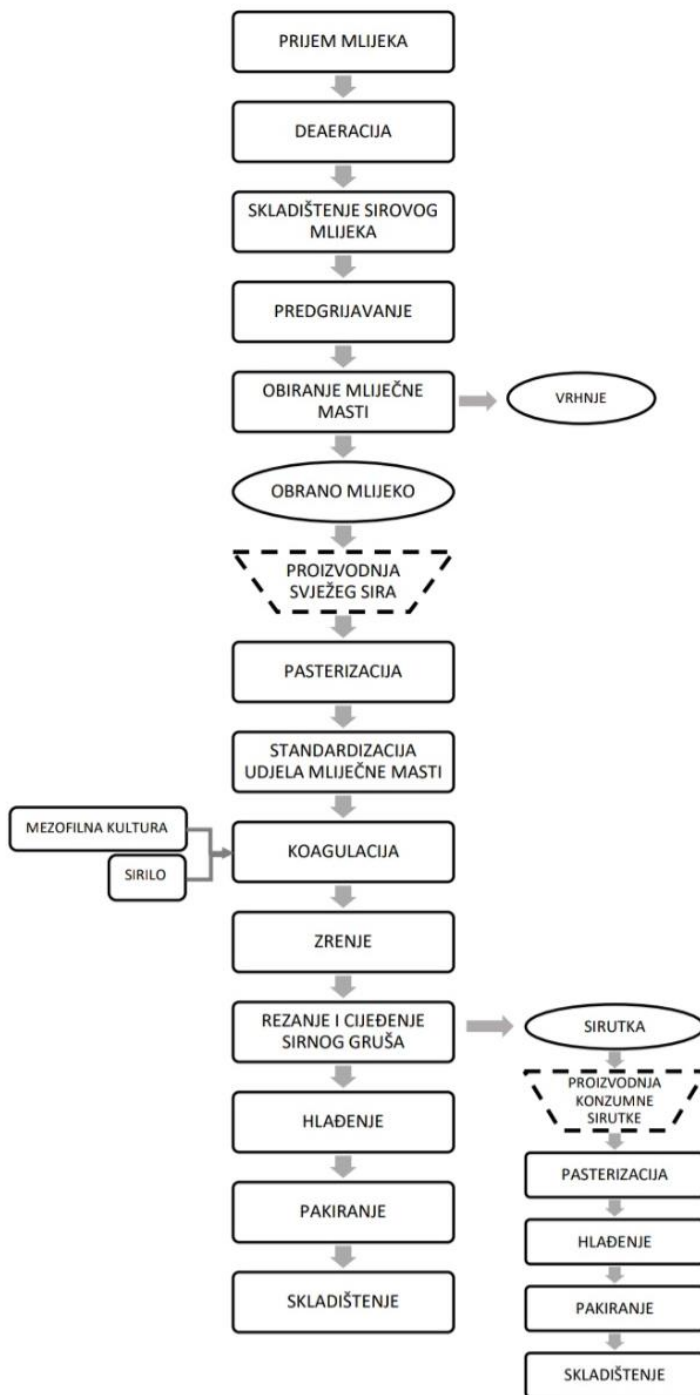 PRIJEM MLIJEKA
DEAERACIJA
SKLADIŠTENJE SIROVOG
MLIJEKA
PREDGRIJAVANJE
OBIRANJE MLIJEČNE
MASTI
VRHNJE
OBRANO MLIJEKO
PROIZVODNJA
SVJEŽEG SIRA
PASTERIZACIJA
STANDARDIZACIJA
UDJELA MLIJEČNE MASTI
MEZOFILNA KULTURA
SIRILO
KOAGULACIJA
ZRENJE
REZANJE I CIJEĐENJE
SIRNOG GRUŠA
HLAĐENJE
PAKIRANJE
SKLADIŠTENJE
SIRUTKA
PROIZVODNJA
KONZUMNE
SIRUTKE
PASTERIZACIJA
HLAĐENJE
PAKIRANJE
SKLADIŠTENJE